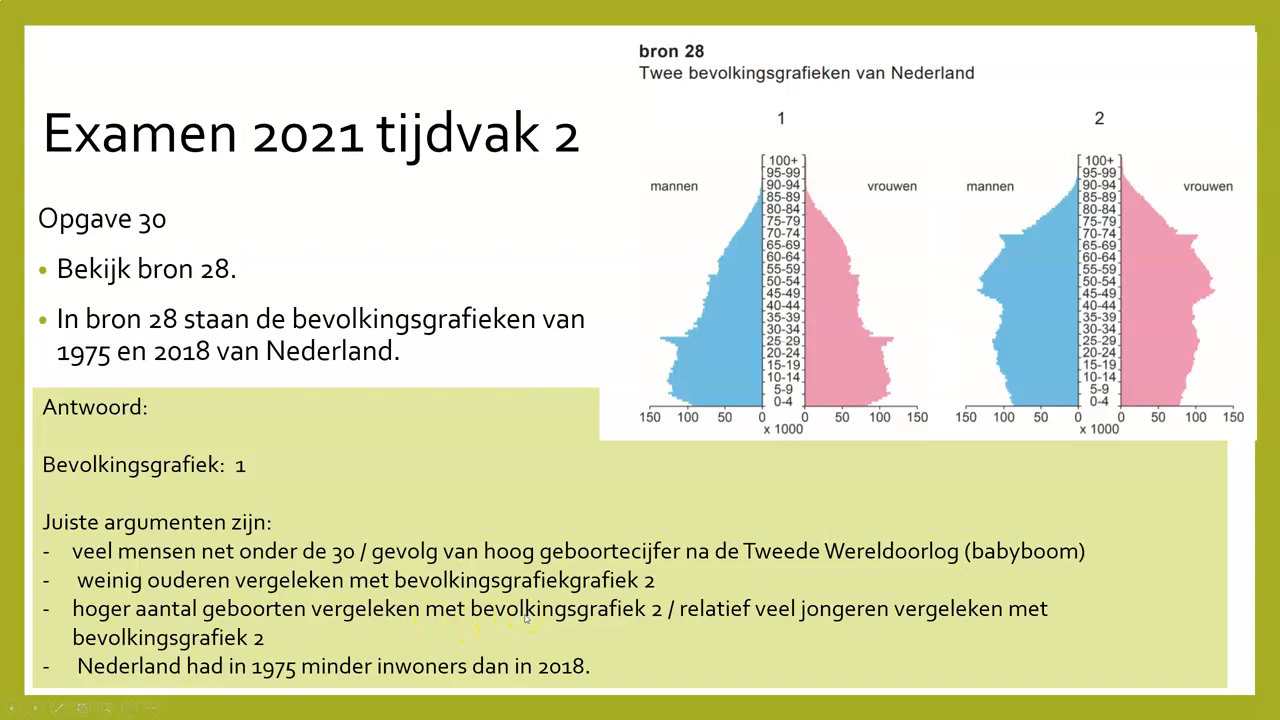 Examen 2021 tijdvak 2
Opgave 30
• Bekijk bron 28.
• In bron 28 staan de bevolkingsgrafieken van
1975 en 2018 van Nederland.
bron 28
Twee bevolkingsgrafieken van Nederland
1
mannen
vrouwen
100+
95-99
90-94
85-89
80-84
75-79
70-74
65-69
60-64
55-59
50-54
45-49
40-44
35-39
30-34
25-29
20-24
15-19
10-14
5-9
0-4
150 100 50 0 0 50 100 150
x 1000
2
mannen
vrouwen
100+
95-99
90-94
85-89
80-84
75-79
70-74
65-69
60-64
55-59
50-54
45-49
40-44
35-39
30-34
25-29
20-24
15-19
10-14
5-9
0-4
150 100 50 0 0 50 100 150
x 1000
Antwoord:
Bevolkingsgrafiek: 1
Juiste argumenten zijn:
- veel mensen net onder de 30 / gevolg van hoog geboortecijfer na de Tweede Wereldoorlog (babyboom)
- weinig ouderen vergeleken met bevolkingsgrafiekgrafiek 2
- hoger aantal geboorten vergeleken met bevolkingsgrafiek 2 / relatief veel jongeren vergeleken met
bevolkingsgrafiek 2
- Nederland had in 1975 minder inwoners dan in 2018.